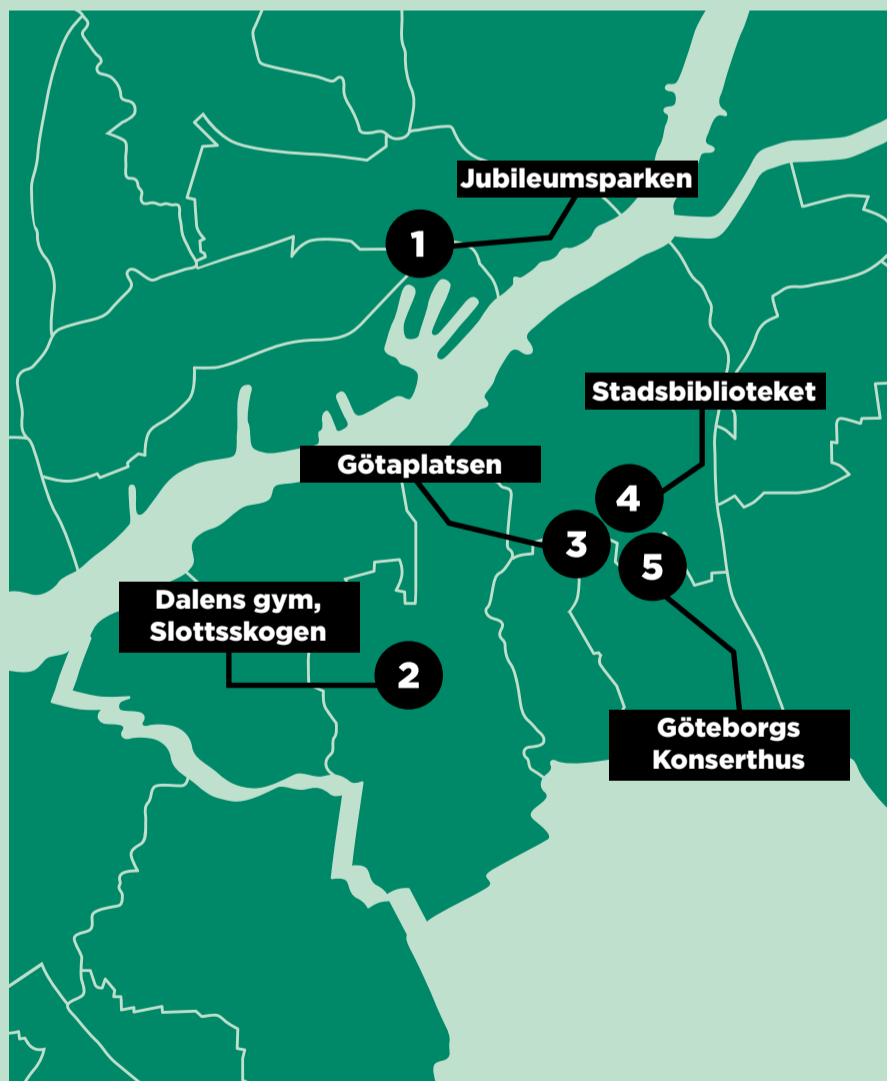 Jubileumsparken
1
Stadsbiblioteket
Götaplatsen
4
3
5
Dalens gym,
Slottsskogen
2
Göteborgs
Konserthus